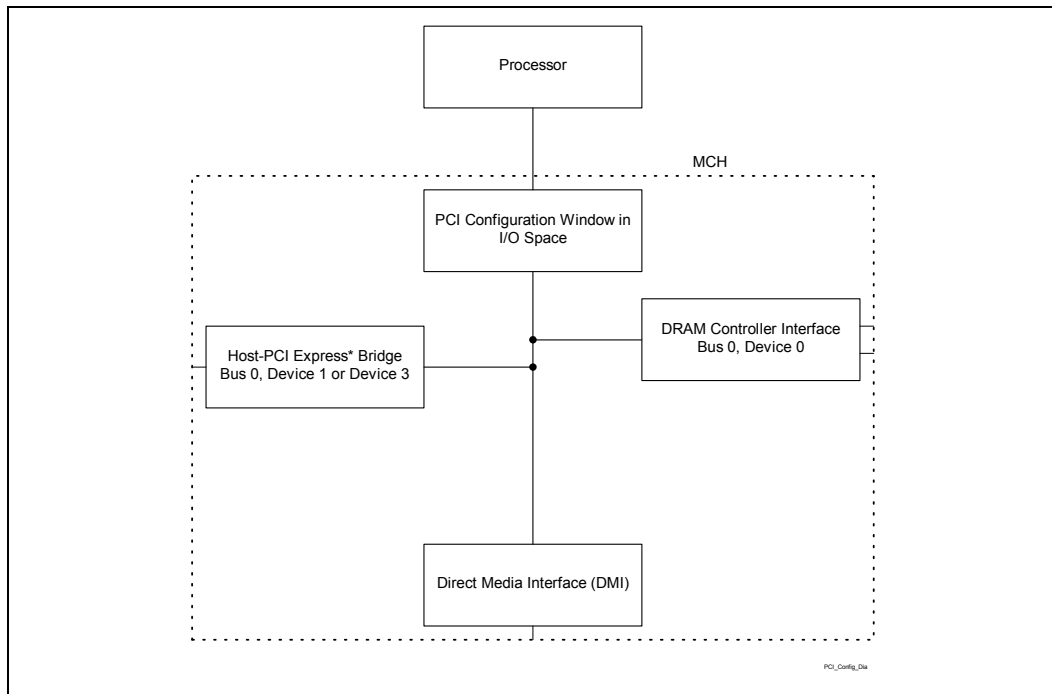 Processor
MCH
PCI Configuration Window in
I/O Space
DRAM Controller Interface
Bus 0, Device 0
Host-PCI Express* Bridge
Bus 0, Device 1 or Device 3
Direct Media Interface (DMI)
PCI_Config_Dia